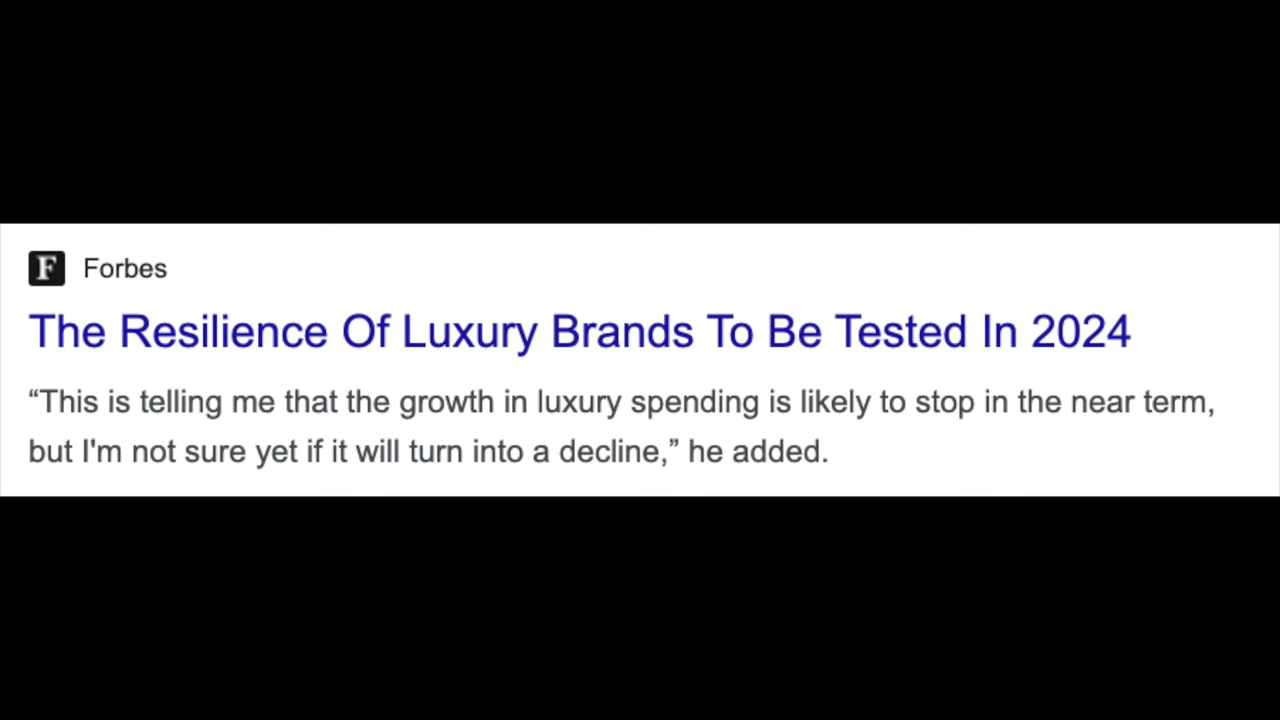 F Forbes
The Resilience Of Luxury Brands To Be Tested In 2024
“This is telling me that the growth in luxury spending is likely to stop in the near term,
but I'm not sure yet if it will turn into a decline,” he added.